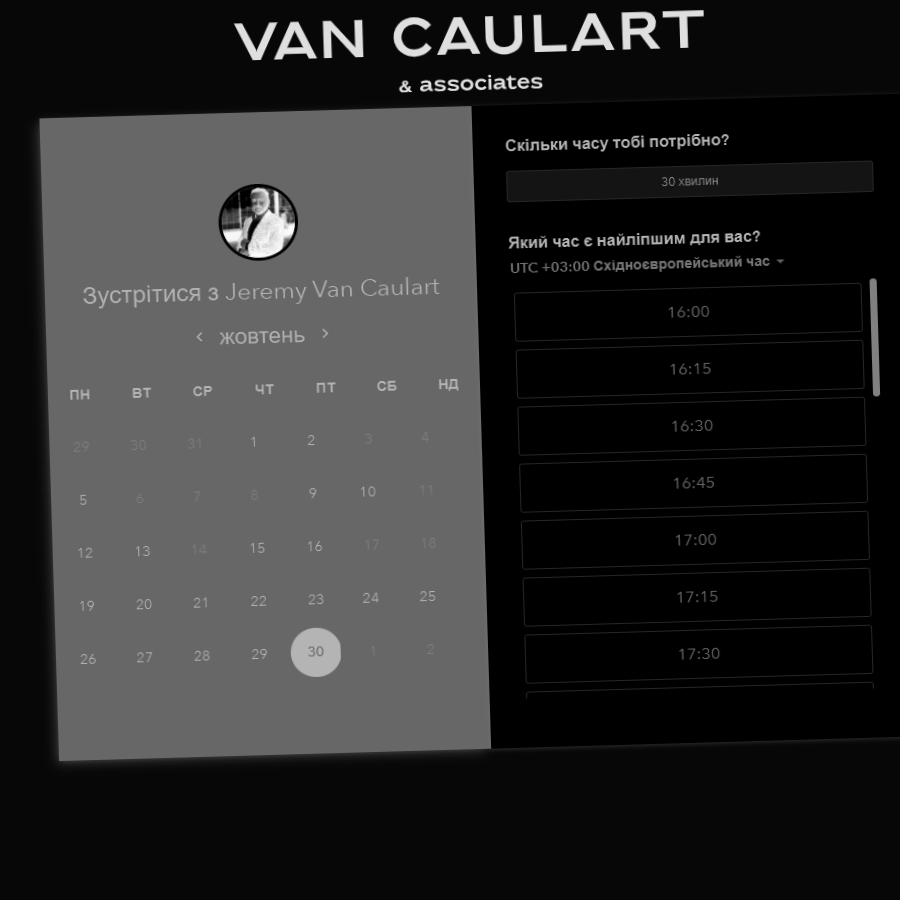 VAN CAULART
& associates
Зустрітися з Jeremy Van Caulart
жовтень
ПН ВТ СР ЧТ ПТ СБ НД
29 30 31 1 2 3 4
5 6 7 8 9 10 11
12 13 14 15 16 17 18
19 20 21 22 23 24 25
26 27 28 29 30 1 2
Скільки часу тобі потрібно?
30 хвилин
Який час є найліпшим для вас?
UTC +03:00 Східноєвропейський час
16:00
16:15
16:30
16:45
17:00
17:15
17:30